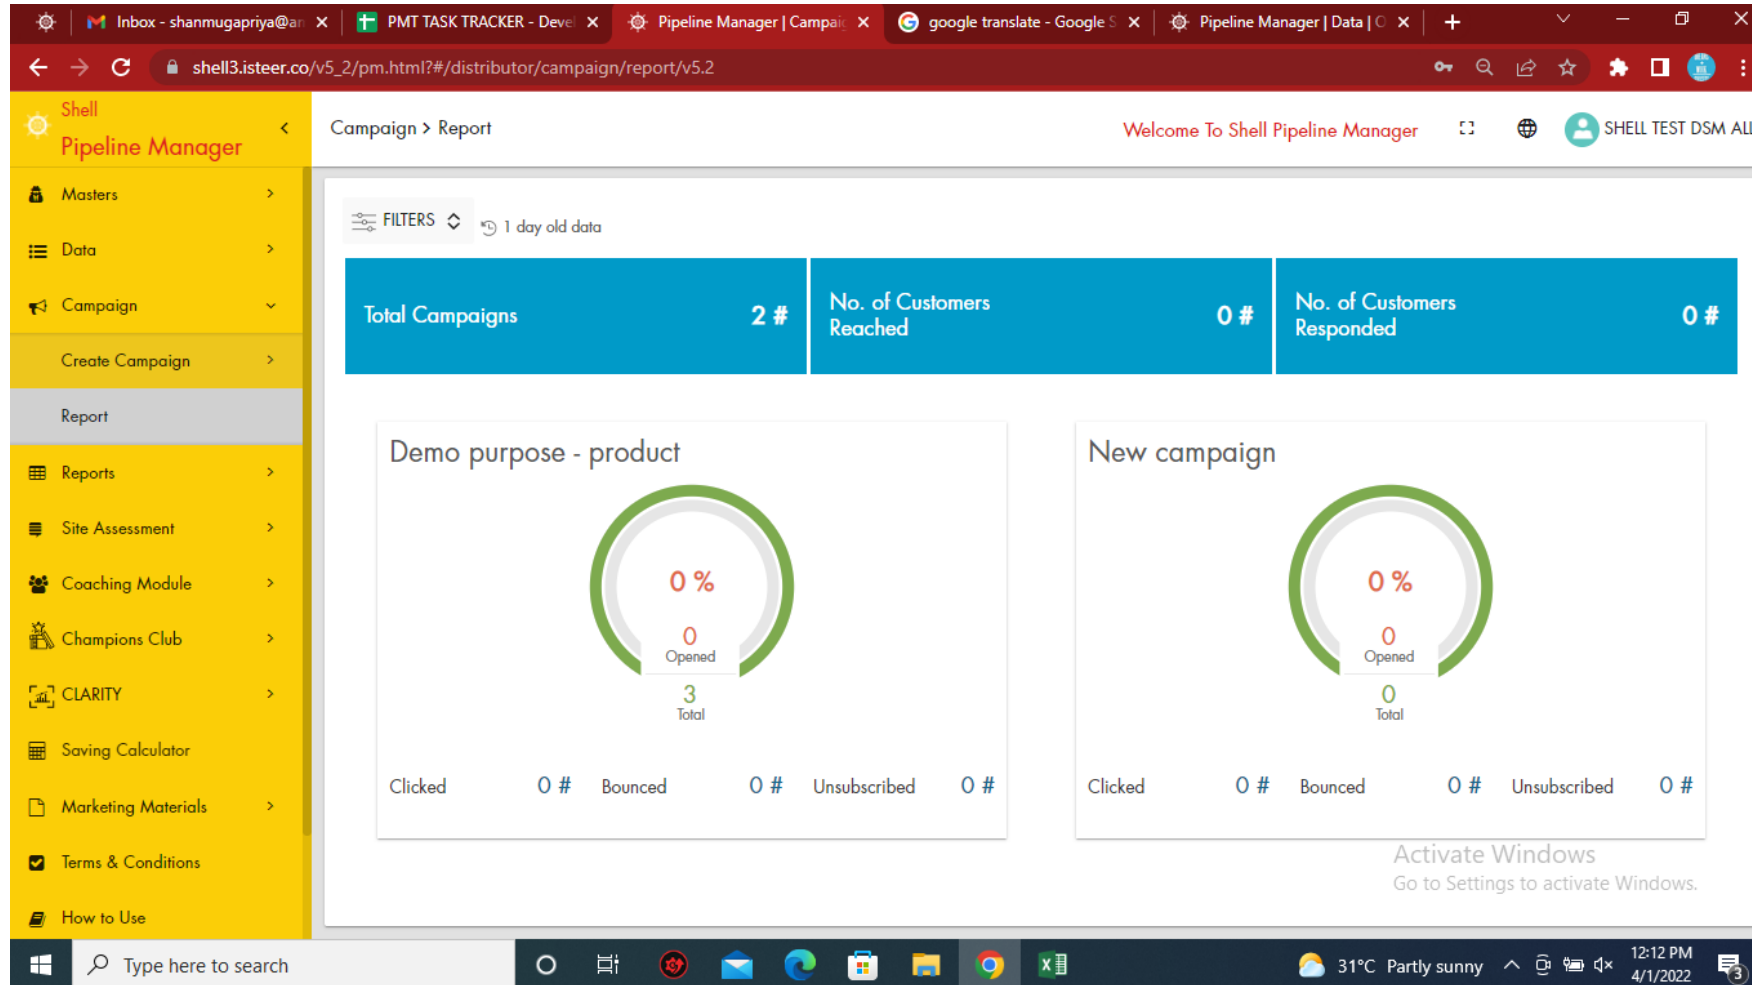 Inbox - shanmugapriya@an
PMT TASK TRACKER - Devel
Pipeline Manager | Campaig
google translate - Google S
Pipeline Manager | Data | O
shell3.isteer.co/v5_2/pm.html?#/distributor/campaign/report/v5.2
Shell
Pipeline Manager
Campaign > Report
Welcome To Shell Pipeline Manager
SHELL TEST DSM ALL
Masters
Data
Campaign
Create Campaign
Report
Reports
Site Assessment
Coaching Module
Champions Club
CLARITY
Saving Calculator
Marketing Materials
Terms & Conditions
How to Use
FILTERS
1 day old data
Total Campaigns 2 #
No. of Customers
Reached
0 #
No. of Customers
Responded
0 #
Demo purpose - product
0 %
0
Opened
3
Total
Clicked 0 # Bounced 0 # Unsubscribed 0 #
New campaign
0 %
0
Opened
0
Total
Clicked 0 # Bounced 0 # Unsubscribed 0 #
Activate Windows
Go to Settings to activate Windows.
Type here to search
31°C Partly sunny
12:12 PM
4/1/2022
3